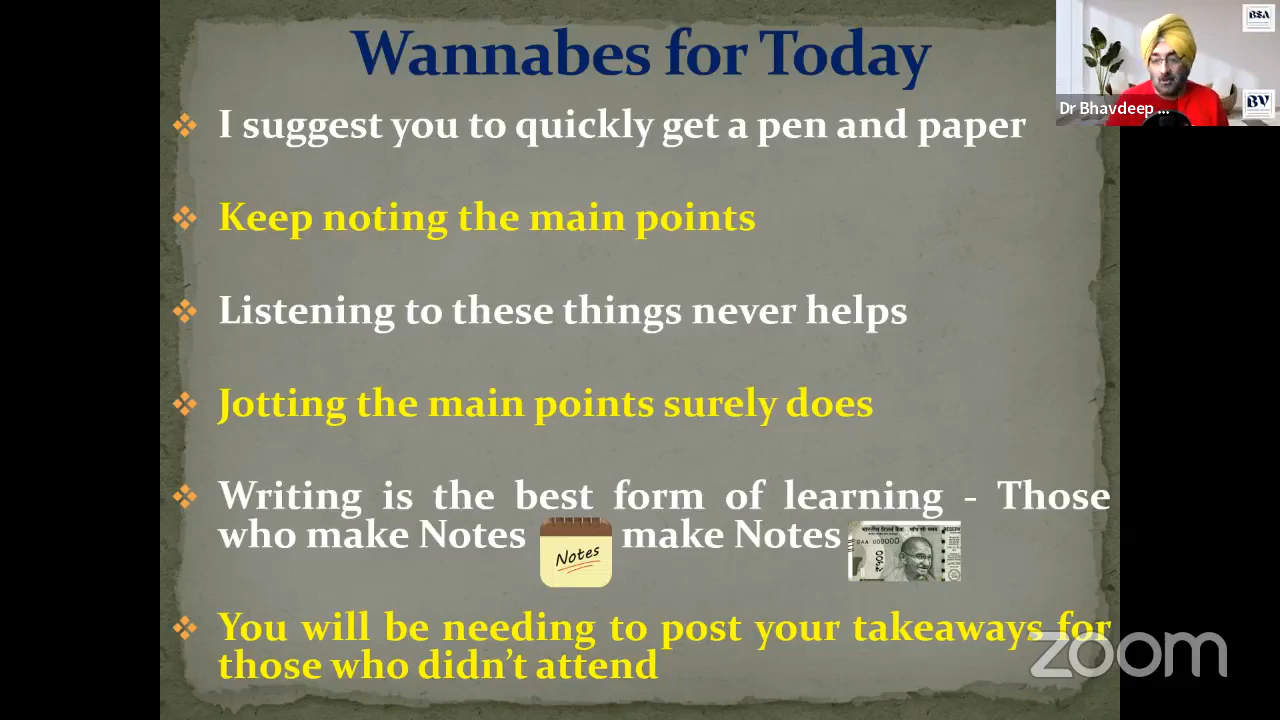 Wannabes for Today
I suggest you to quickly get a pen and paper
Keep noting the main points
Listening to these things never helps
Jotting the main points surely does
Writing is the best form of learning - Those
who make Notes make Notes
Notes
You will be needing to post your takeaways for
those who didn't attend
Dr Bhavdeep ...
BSA
BV
zoom